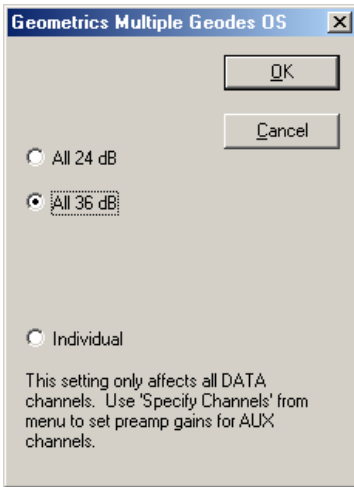 Geometrics Multiple Geodes OS
OK
Cancel
All 24 dB
All 36 dB
Individual
This setting only affects all DATA
channels. Use 'Specify Channels' from
menu to set preamp gains for AUX
channels.